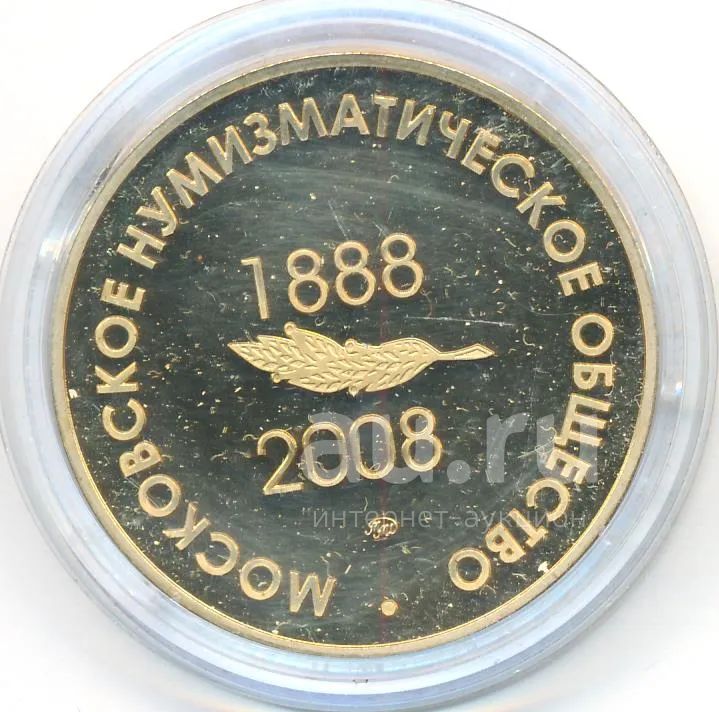 МОСКОВСКОЕ НУМИЗМАТИЧЕСКОЕ ОБЩЕСТВО
1888
2008
au.ru
"интернет-аукцион